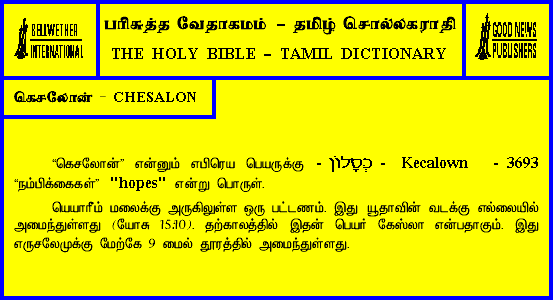 BELLWETHER
INTERNATIONAL
பரிசுத்த வேதாகமம் – தமிழ் சொல்லகராதி
THE HOLY BIBLE – TAMIL DICTIONARY
GOOD NEWS
PUBLISHERS
கெசலோன் – CHESALON
“கெசலோன்” என்னும் எபிரெய பெயருக்கு - כְּסָלוֹן - Kecalown - 3693
“நம்பிக்கைகள்” "hopes" என்று பொருள்.
யெயாரீம் மலைக்கு அருகிலுள்ள ஒரு பட்டணம். இது யூதாவின் வடக்கு எல்லையில்
அமைந்துள்ளது (யோசு 15:10). தற்காலத்தில் இதன் பெயர் கேஸ்லா என்பதாகும். இது
எருசலேமுக்கு மேற்கே 9 மைல் தூரத்தில் அமைந்துள்ளது.